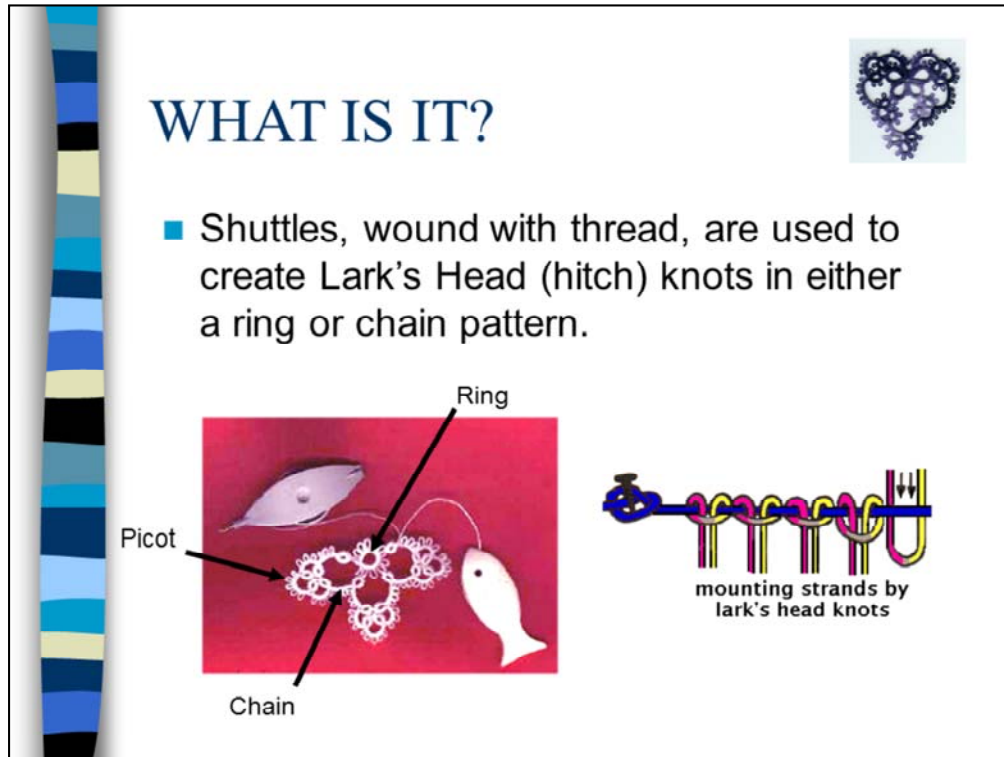 WHAT IS IT?
Shuttles, wound with thread, are used to
create Lark’s Head (hitch) knots in either
a ring or chain pattern.
Ring
Picot
Chain
mounting strands by
lark's head knots